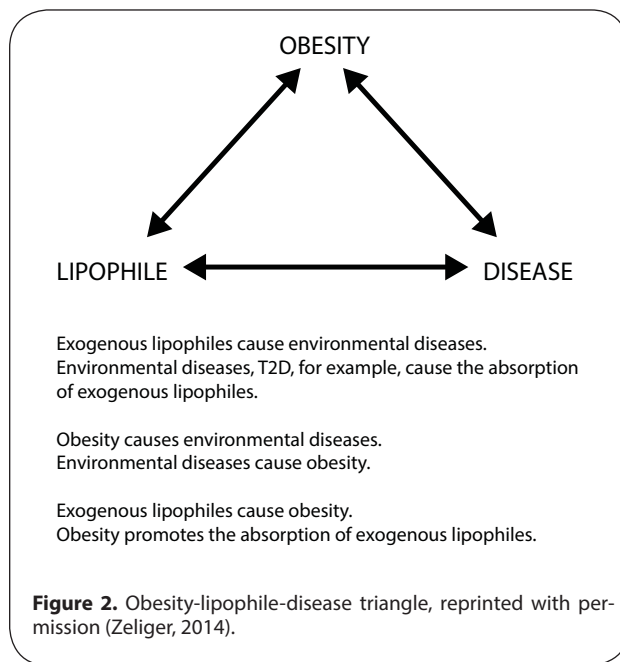 OBESITY
LIPOPHILE DISEASE
Exogenous lipophiles cause environmental diseases.
Environmental diseases, T2D, for example, cause the absorption
of exogenous lipophiles.
Obesity causes environmental diseases.
Environmental diseases cause obesity.
Exogenous lipophiles cause obesity.
Obesity promotes the absorption of exogenous lipophiles.
Figure 2. Obesity-lipophile-disease triangle, reprinted with per-
mission (Zeliger, 2014).